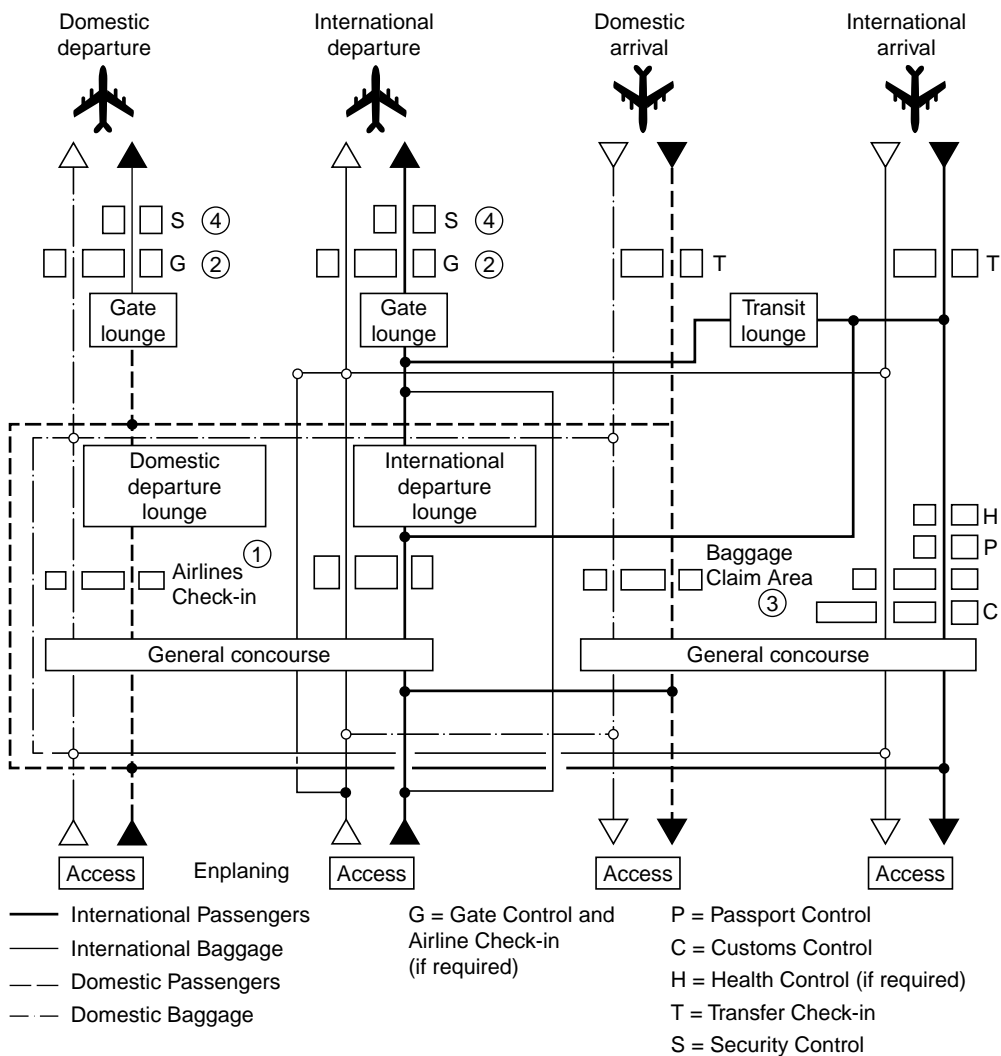 Domestic
departure
International
departure
Domestic
arrival
International
arrival
S 4
S 4
G 2
G 2
T
T
Gate
lounge
Gate
lounge
Transit
lounge
Domestic
departure
lounge
International
departure
lounge
H
P
1
Airlines
Check-in
Baggage
Claim Area
3
C
General concourse
General concourse
Access
Enplaning
Access
Access
Access
International Passengers
International Baggage
Domestic Passengers
Domestic Baggage
G = Gate Control and
Airline Check-in
(if required)
P = Passport Control
C = Customs Control
H = Health Control (if required)
T = Transfer Check-in
S = Security Control